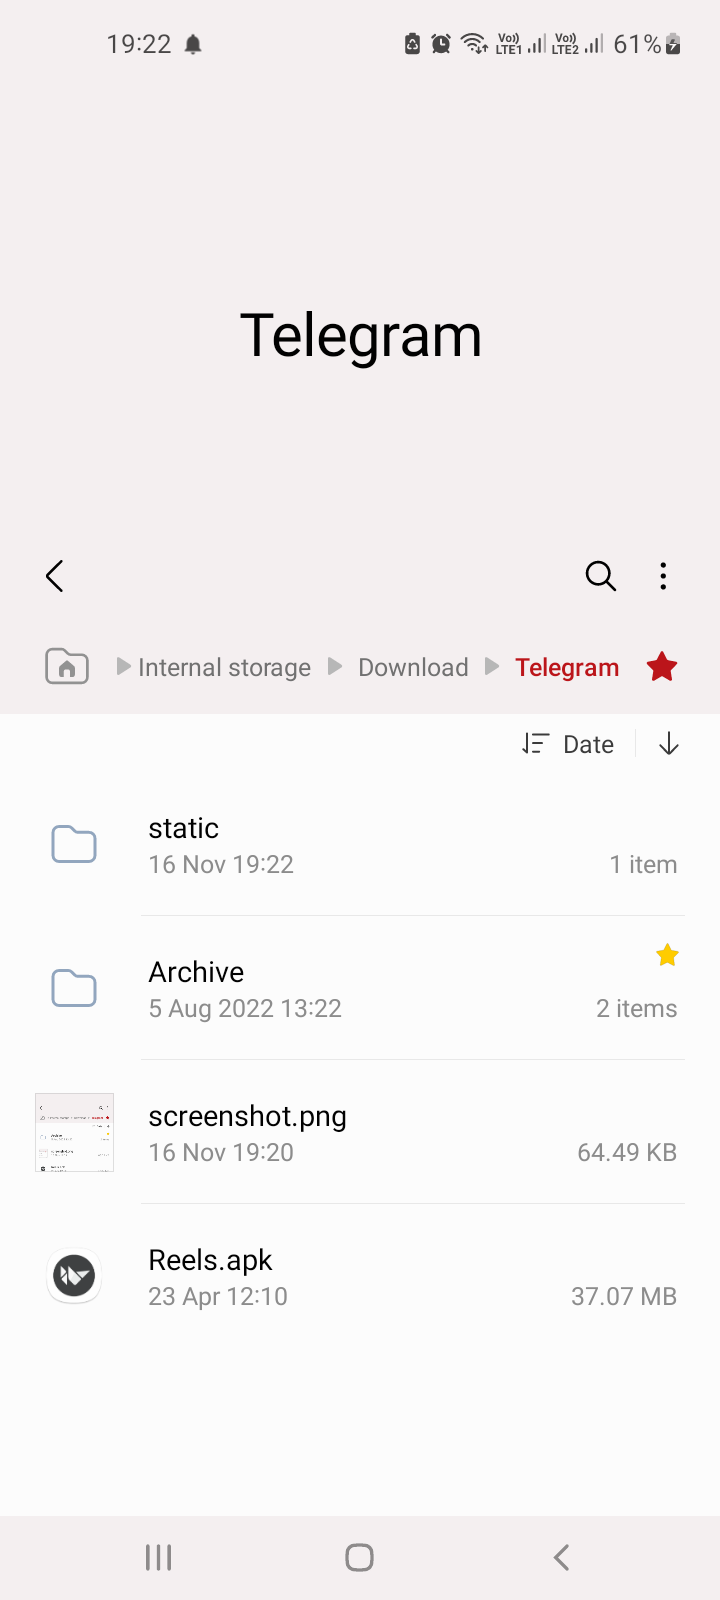 19:22 Vo)) LTE1 Vo)) LTE2 61%
Telegram
Internal storage Download Telegram
Date
static
16 Nov 19:22 1 item
Archive
5 Aug 2022 13:22 2 items
screenshot.png
16 Nov 19:20 64.49 KB
Reels.apk
23 Apr 12:10 37.07 MB